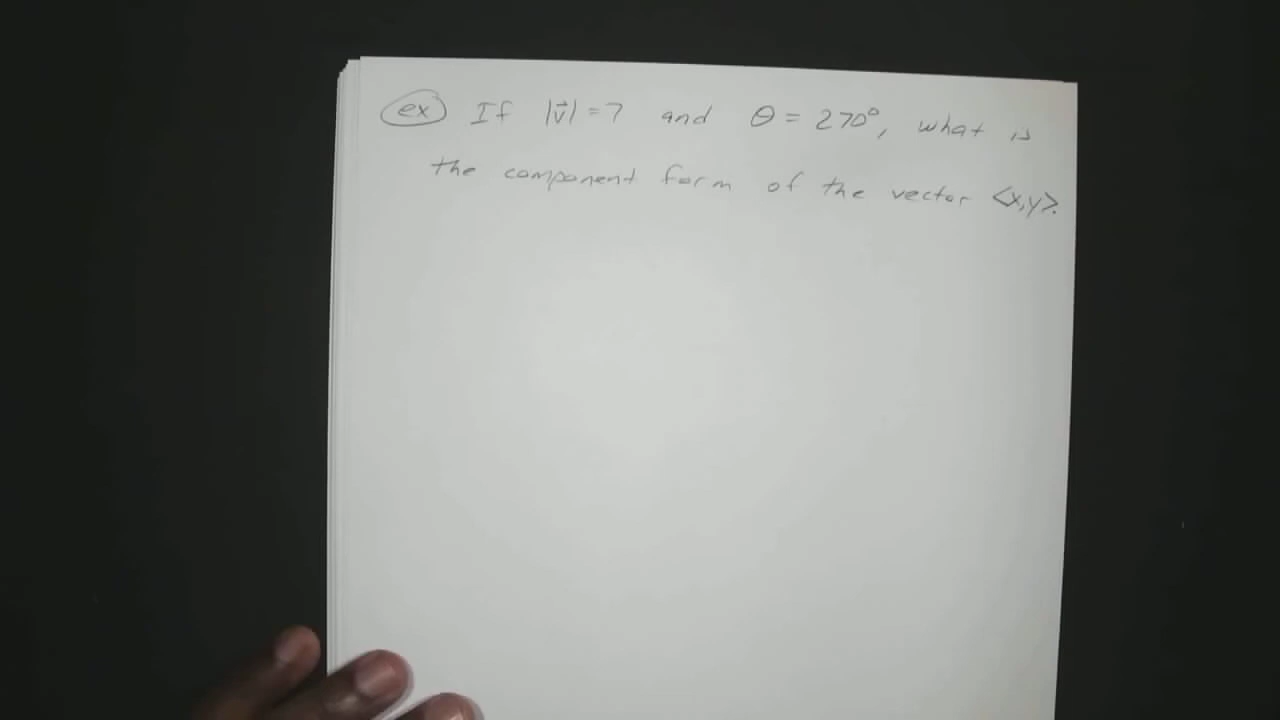 ex If |v⃗| = 7 and θ = 270°, what is
the component form of the vector <x,y>.